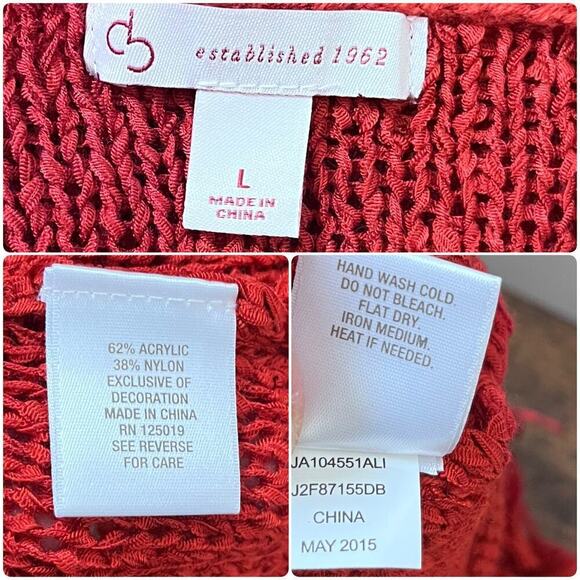 db
established 1962
L
MADE IN
CHINA
62% ACRYLIC
38% NYLON
EXCLUSIVE OF
DECORATION
MADE IN CHINA
RN 125019
SEE REVERSE
FOR CARE
HAND WASH COLD.
DO NOT BLEACH.
FLAT DRY.
IRON MEDIUM.
HEAT IF NEEDED.
JA104551ALI
J2F87155DB
CHINA
MAY 2015